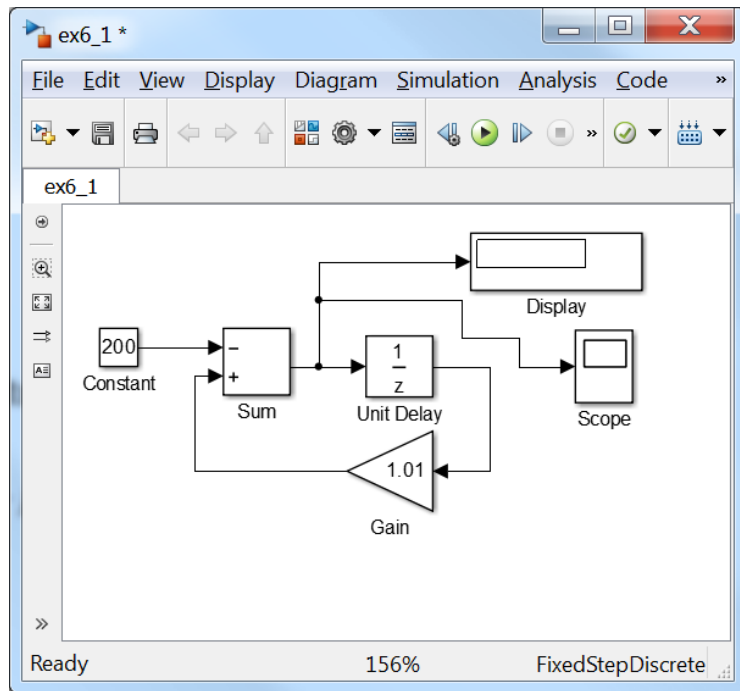 ex6_1 *
File Edit View Display Diagram Simulation Analysis Code »
»
ex6_1
Display
200
−
+
1
z
Constant
Sum
Unit Delay
Scope
1.01
Gain
»
Ready 156% FixedStepDiscrete